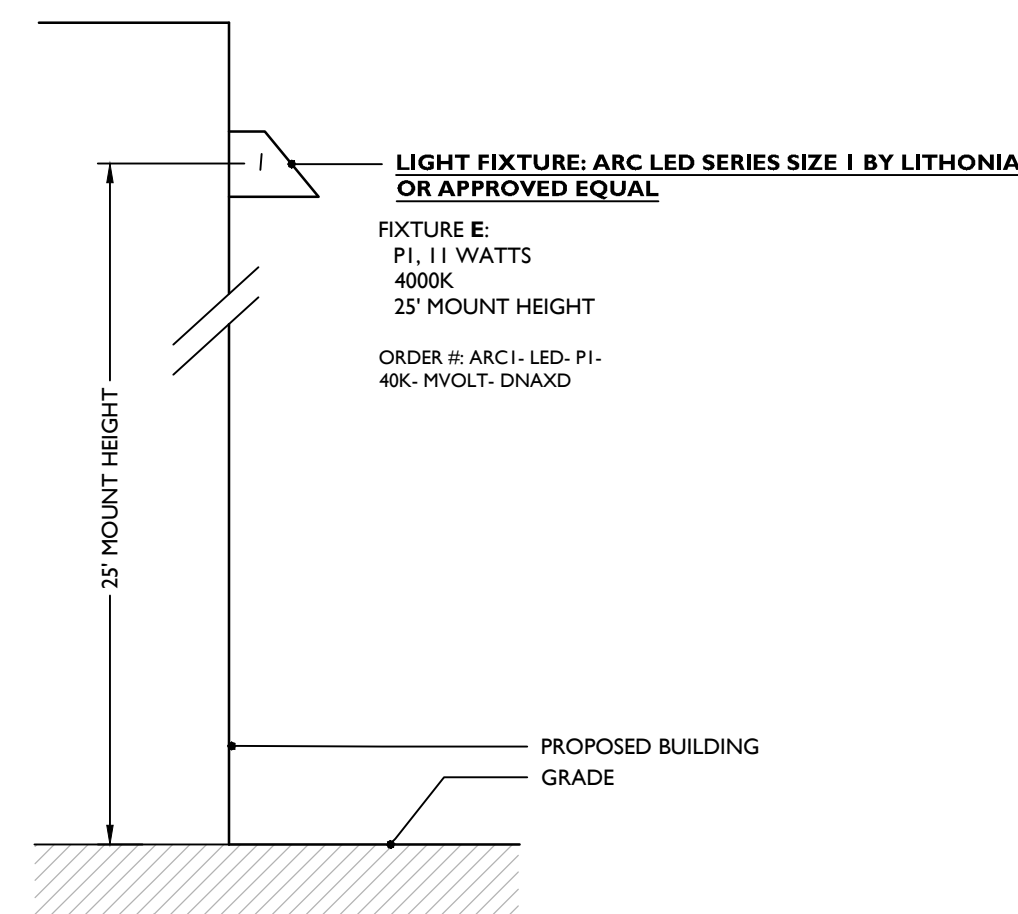 LIGHT FIXTURE: ARC LED SERIES SIZE 1 BY LITHONIA
OR APPROVED EQUAL
FIXTURE E:
P1, 11 WATTS
4000K
25' MOUNT HEIGHT
ORDER #: ARC1- LED- P1-
40K- MVOLT- DNAXD
25' MOUNT HEIGHT
PROPOSED BUILDING
GRADE